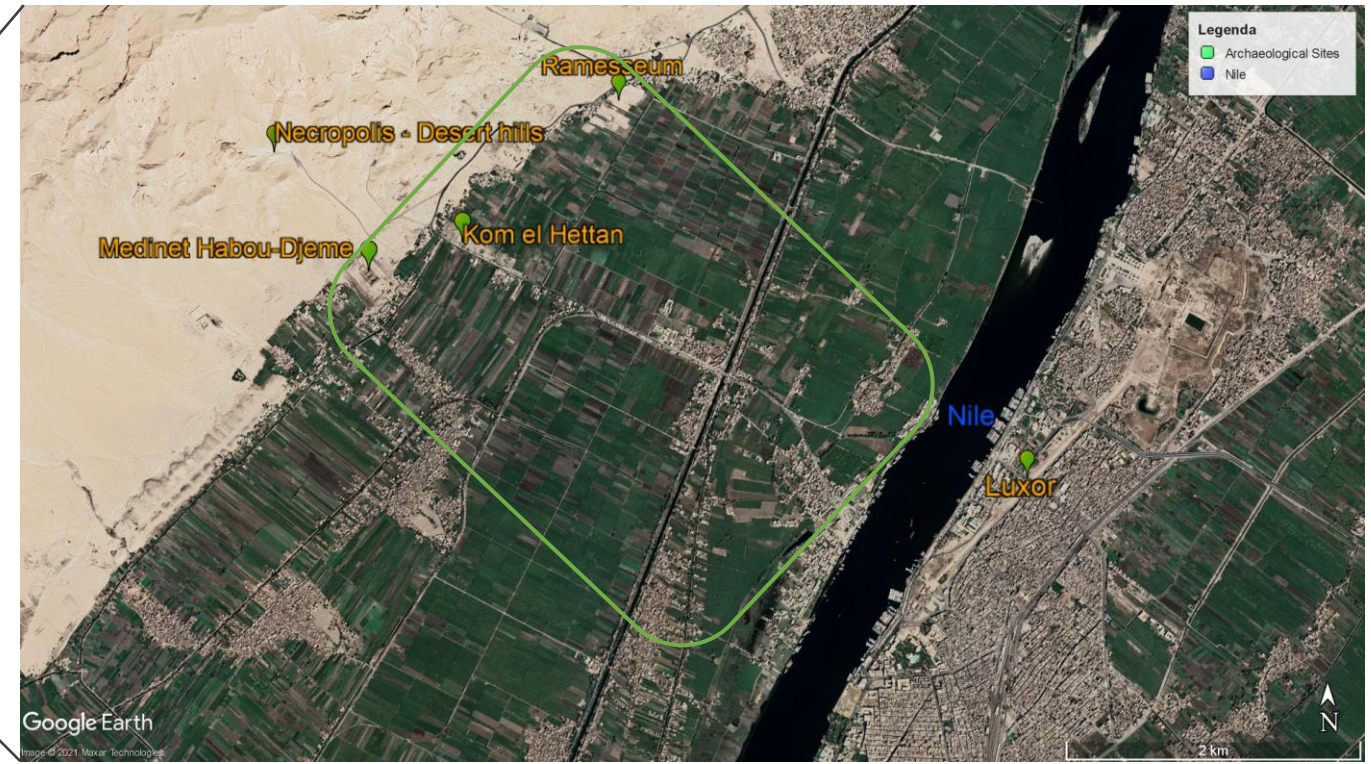 Legenda
Archaeological Sites
Nile
Ramesseum
Necropolis - Desert hills
Kom el Hettan
Medinet Habou-Djeme
Nile
Luxor
Google Earth
Image © 2021 Maxar Technologies
N
2 km